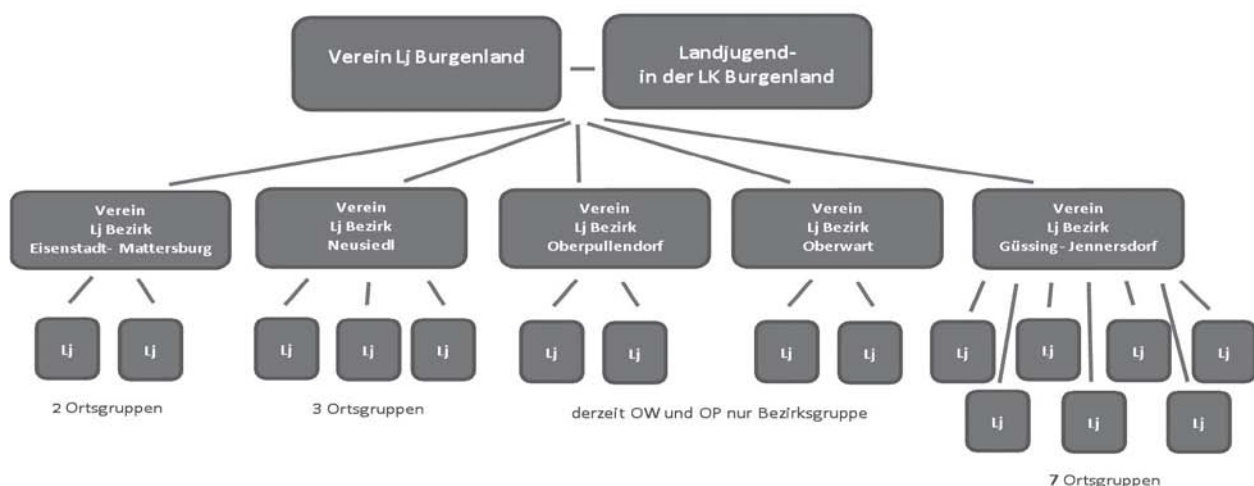 Verein Lj Burgenland
Landjugend-
in der LK Burgenland
Verein
Lj Bezirk
Eisenstadt- Mattersburg
Verein
Lj Bezirk
Neusiedl
Verein
Lj Bezirk
Oberpullendorf
Verein
Lj Bezirk
Oberwart
Verein
Lj Bezirk
Güssing- Jennersdorf
Lj
Lj
Lj
Lj
Lj
Lj
Lj
Lj
Lj
Lj
Lj
Lj
Lj
2 Ortsgruppen
3 Ortsgruppen
derzeit OW und OP nur Bezirksgruppe
Lj
Lj
Lj
7 Ortsgruppen